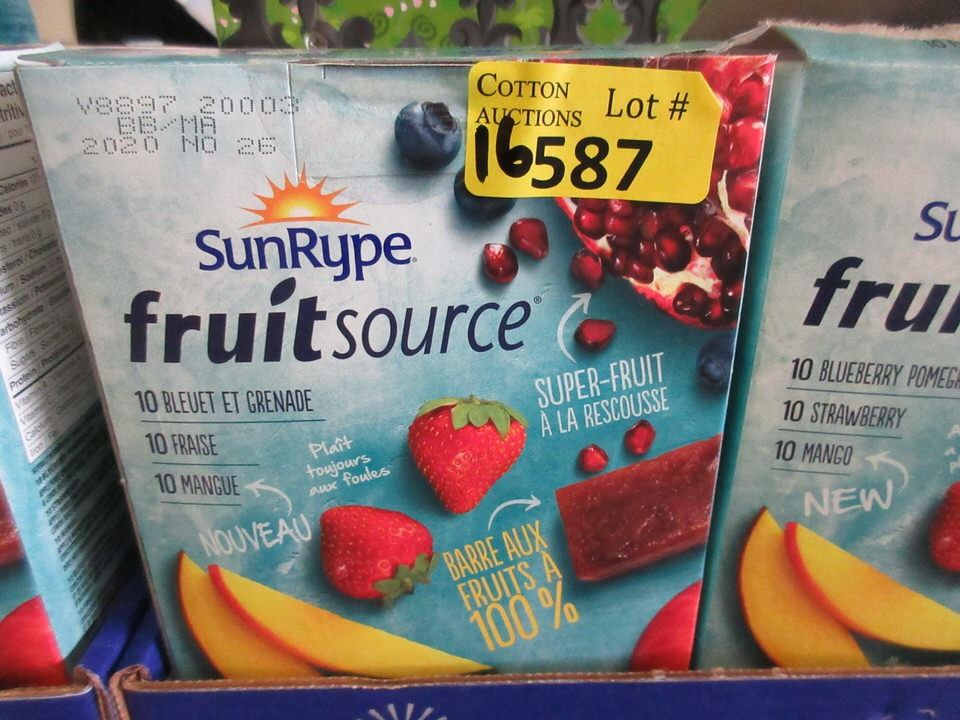 V8897 20003
BB/MA
2020 NO 26
COTTON
AUCTIONS Lot #
16587
SunRype
fruitsource®
10 BLEUET ET GRENADE
10 FRAISE
10 MANGUE
NOUVEAU
Plaît
toujours
aux foules
SUPER-FRUIT
À LA RESCOUSSE
BARRE AUX
FRUITS À
100 %
10 BLUEBERRY
10 STRAWBERRY
10 MANGO
NEW